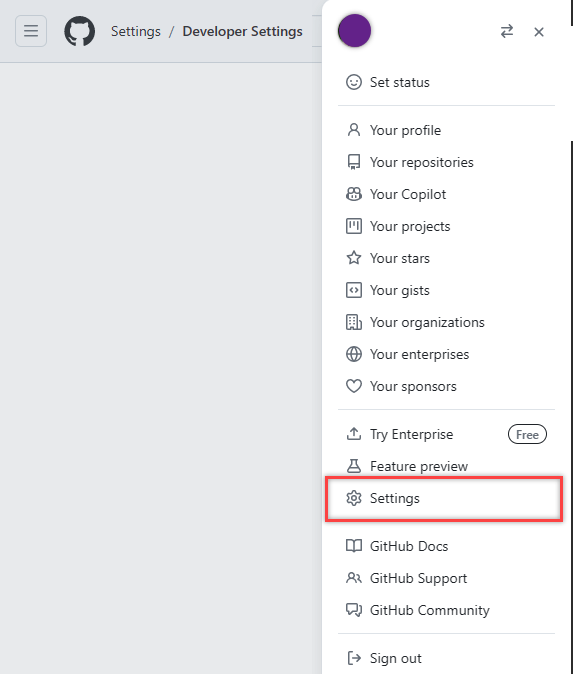 Settings / Developer Settings
Set status
Your profile
Your repositories
Your Copilot
Your projects
Your stars
Your gists
Your organizations
Your enterprises
Your sponsors
Try Enterprise Free
Feature preview
Settings
GitHub Docs
GitHub Support
GitHub Community
Sign out